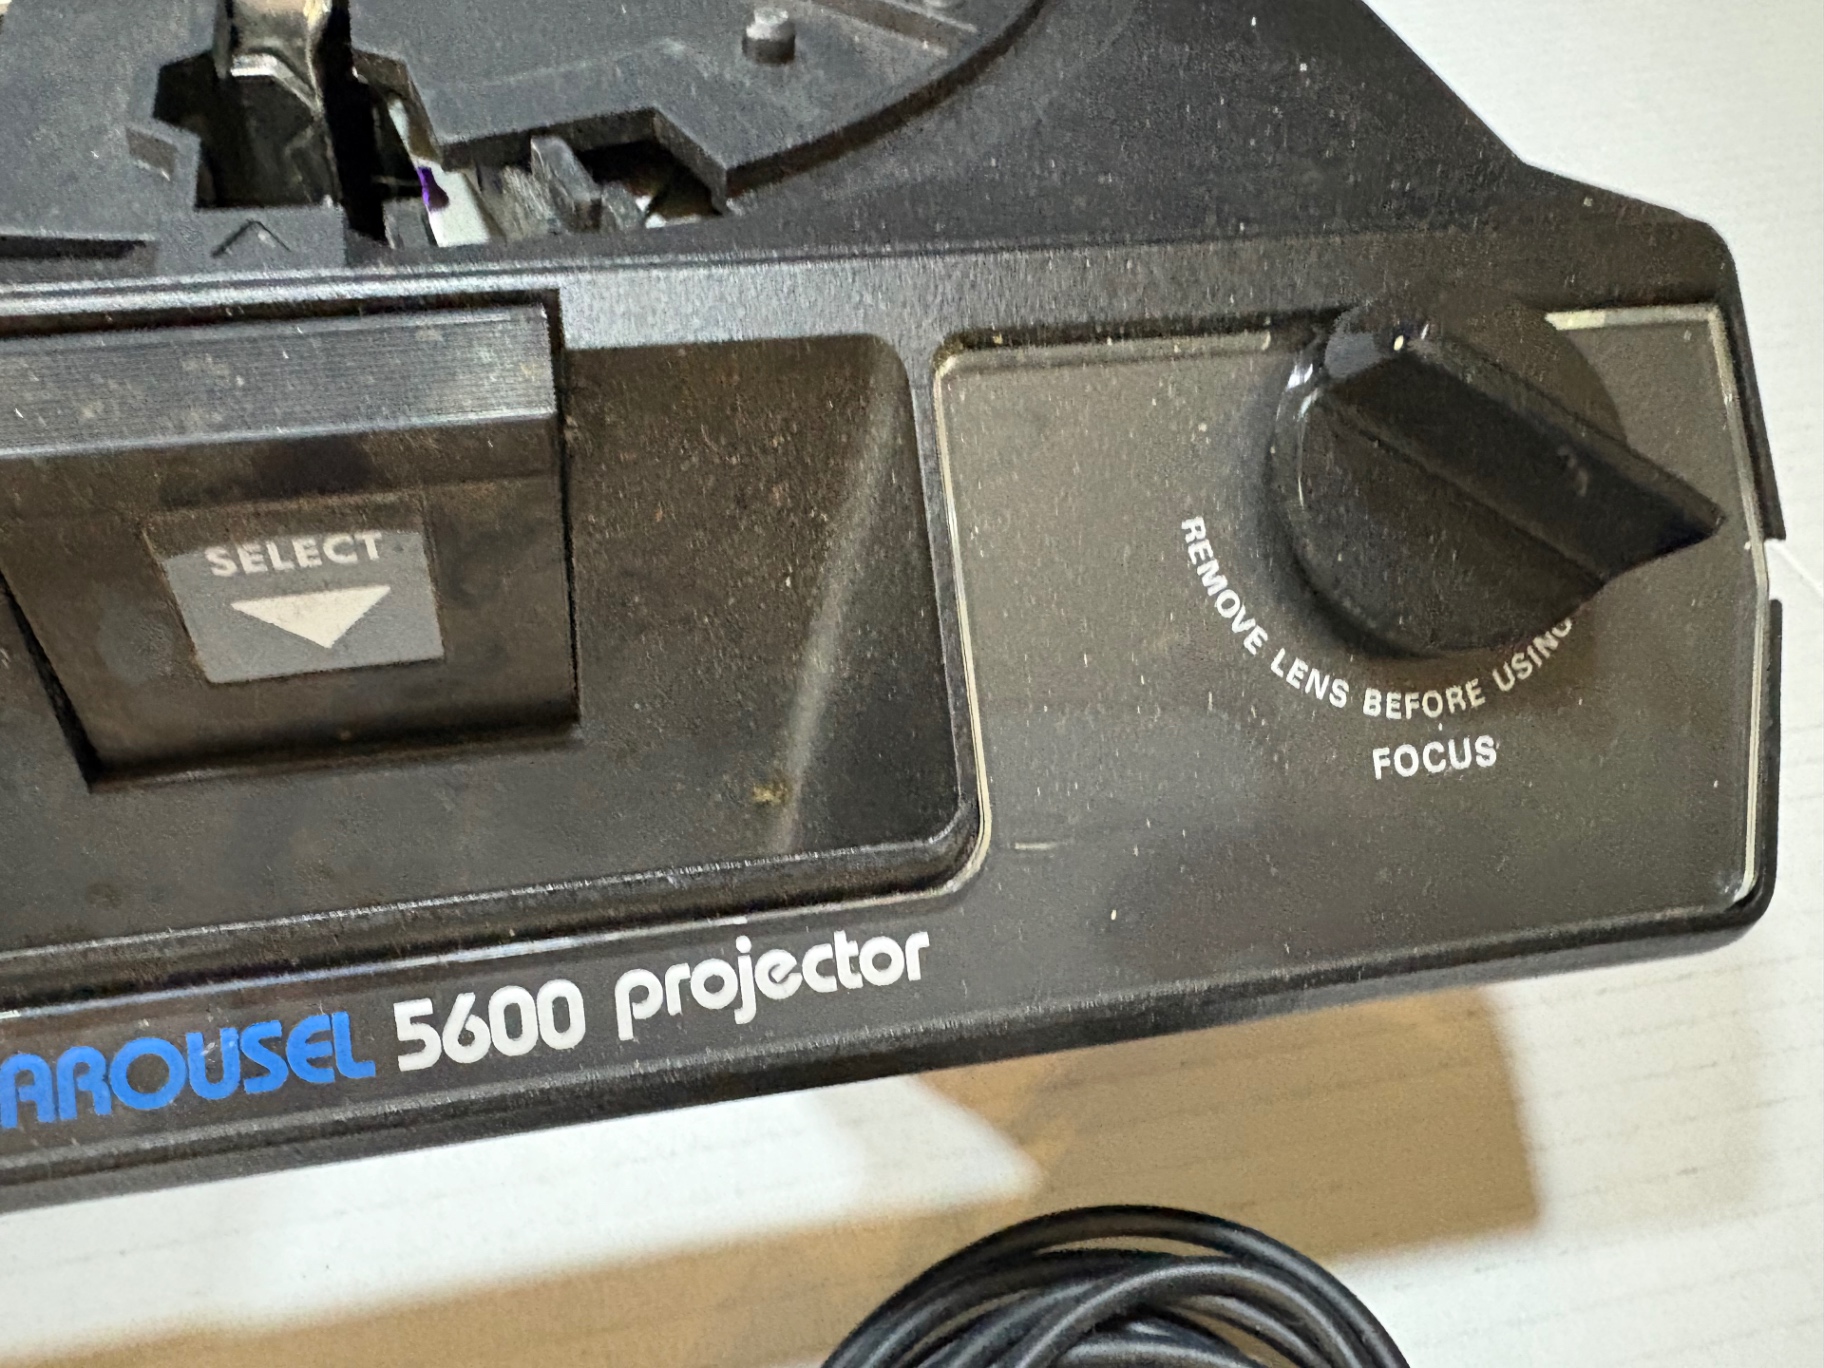 SELECT
REMOVE LENS BEFORE USING
FOCUS
AROUSEL 5600 projector